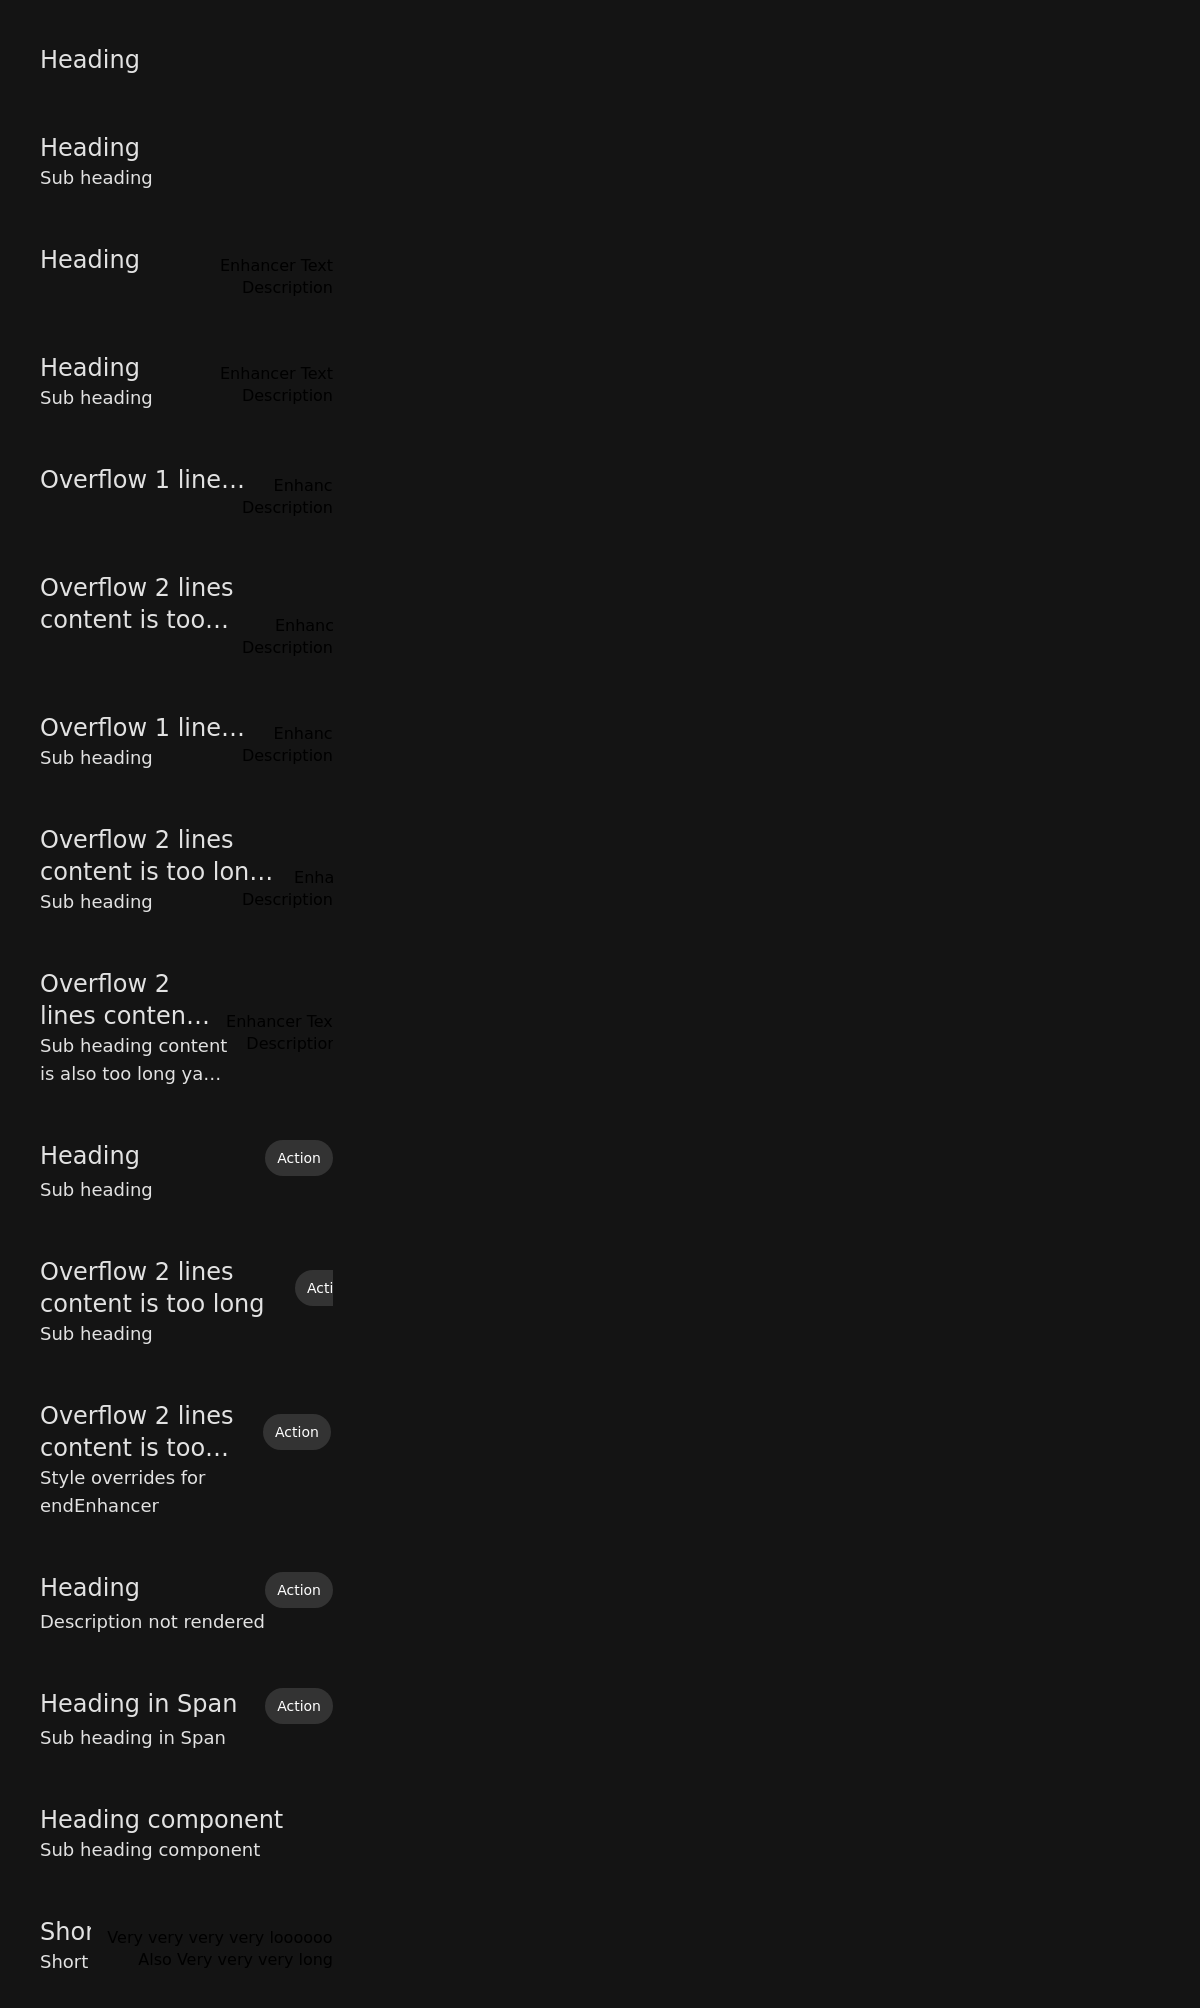 Heading
Heading
Sub heading
Heading
Enhancer Text
Description
Heading
Enhancer Text
Sub heading
Description
Overflow 1 line…
Enhanc
Description
Overflow 2 lines
content is too…
Enhanc
Description
Overflow 1 line…
Enhanc
Sub heading
Description
Overflow 2 lines
content is too lon…
Enha
Sub heading
Description
Overflow 2
lines conten…
Enhancer Tex
Sub heading content
Description
is also too long ya…
Heading
Action
Sub heading
Overflow 2 lines
Acti
content is too long
Sub heading
Overflow 2 lines
Action
content is too…
Style overrides for
endEnhancer
Heading
Action
Description not rendered
Heading in Span
Action
Sub heading in Span
Heading component
Sub heading component
Shor
Very very very very loooooo
Short
Also Very very very long